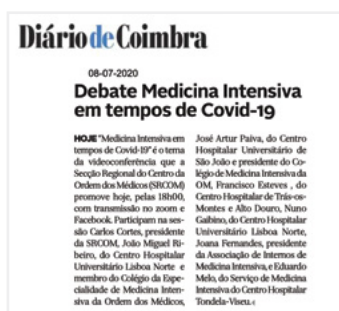 Diário de Coimbra
08-07-2020
Debate Medicina Intensiva
em tempos de Covid-19
HOJE "Medicina Intensiva em
tempos de Covid-19" é o tema
da videoconferência que a
Secção Regional do Centro da
Ordem dos Médicos (SRCOM)
promove hoje, pelas 18h00,
com transmissão no zoom e
Facebook. Participam na ses-
são Carlos Cortes, presidente
da SRCOM, João Miguel Ri-
beiro, do Centro Hospitalar
Universitário Lisboa Norte e
membro do Colégio da Espe-
cialidade de Medicina Inten-
siva da Ordem dos Médicos,
José Artur Paiva, do Centro
Hospitalar Universitário de
São João e presidente do Co-
légio de Medicina Intensiva da
OM, Francisco Esteves , do
Centro Hospitalar de Trás-os-
Montes e Alto Douro, Nuno
Gaibino, do Centro Hospitalar
Universitário Lisboa Norte,
Joana Fernandes, presidente
da Associação de Internos de
Medicina Intensiva, e Eduardo
Melo, do Serviço de Medicina
Intensiva do Centro Hospitalar
Tondela-Viseu.